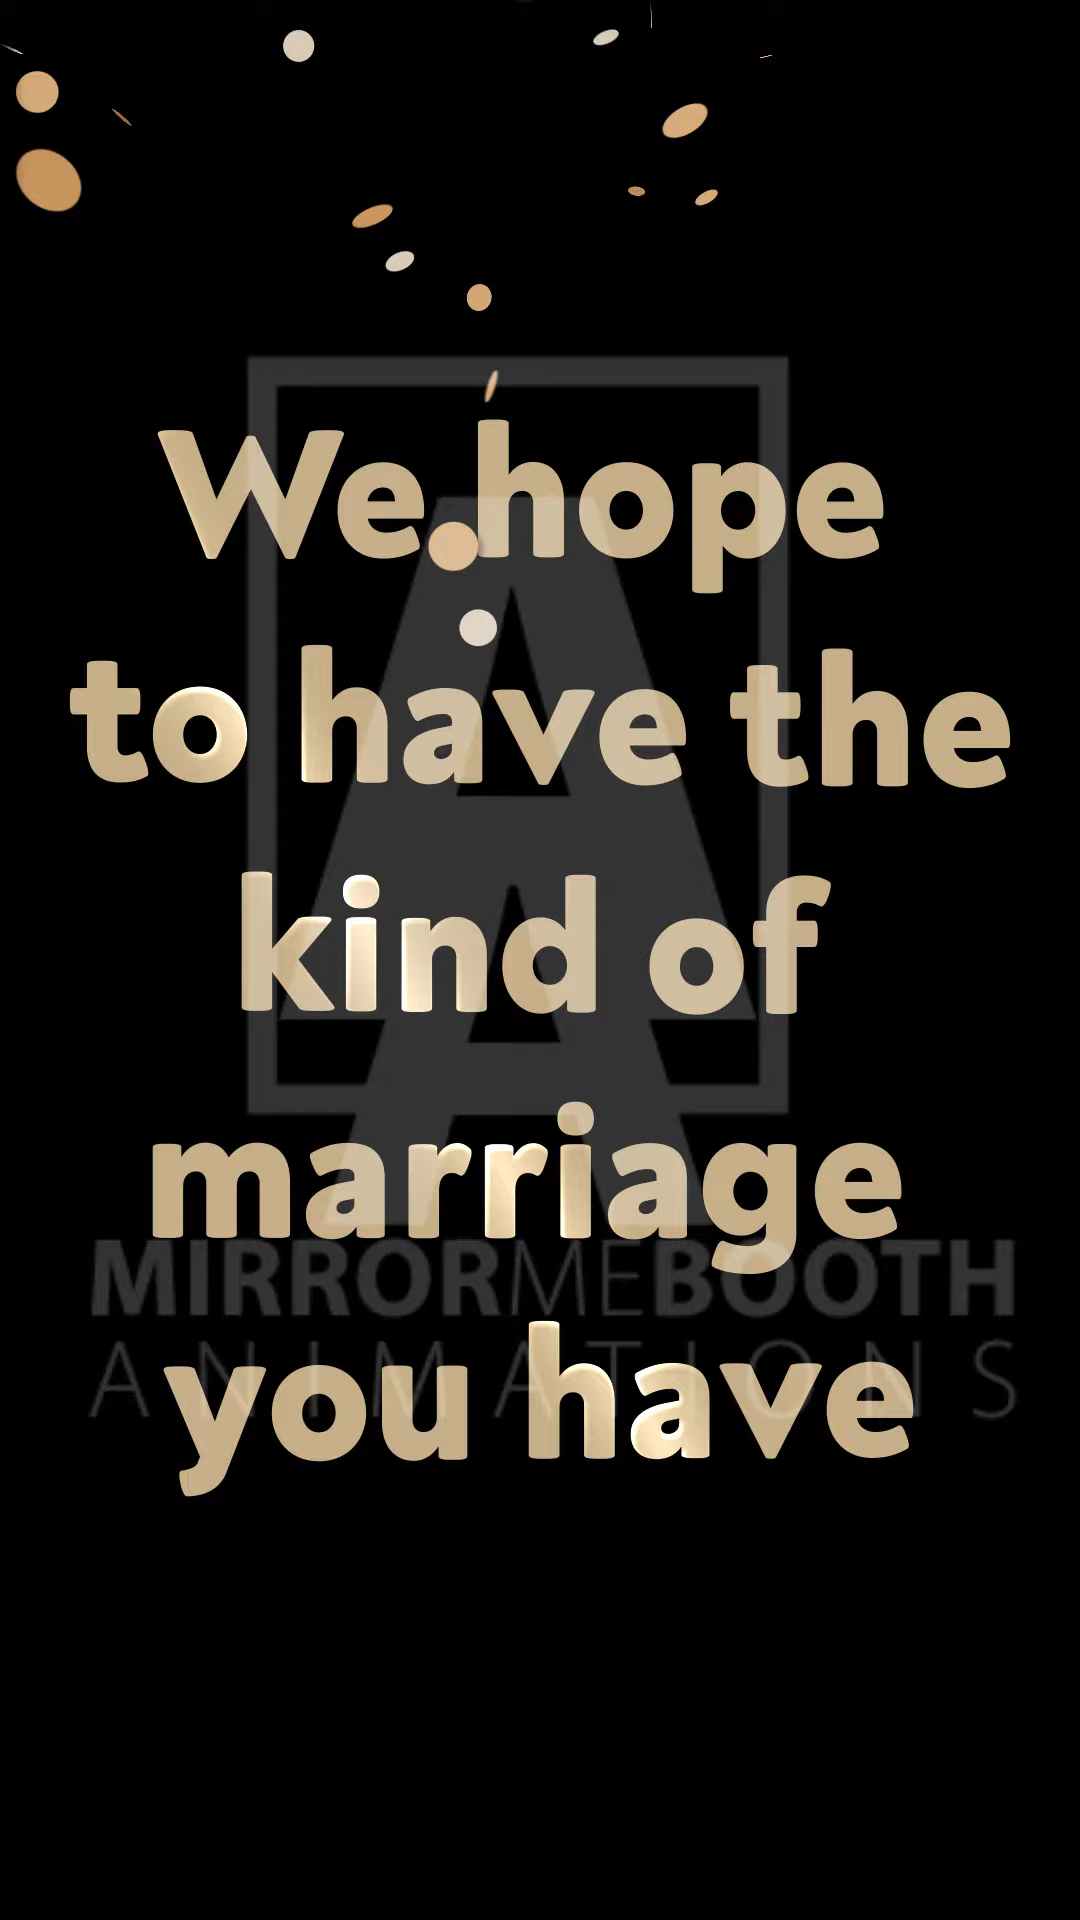 We hope
to have the
kind of
marriage
MIRRORMEBOOTH
ANIMATIONS
you have